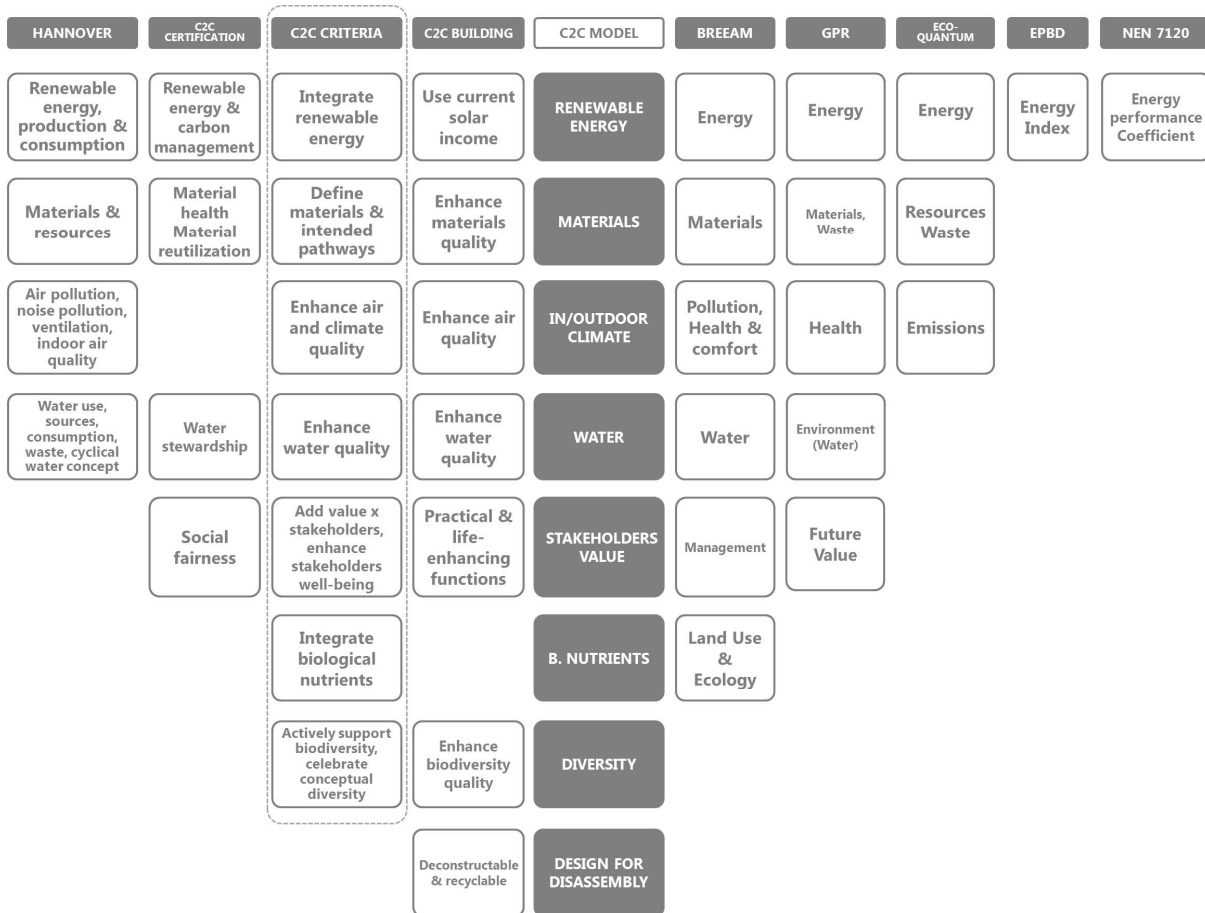 HANNOVER
C2C
CERTIFICATION
C2C CRITERIA
C2C BUILDING
C2C MODEL
BREEAM
GPR
ECO-
QUANTUM
EPBD
NEN 7120
Renewable
energy,
production &
consumption
Renewable
energy &
carbon
management
Integrate
renewable
energy
Use current
solar
income
RENEWABLE
ENERGY
Energy
Energy
Energy
Energy
Index
Energy
performance
Coefficient
Materials &
resources
Material
health
Material
reutilization
Define
materials &
intended
pathways
Enhance
materials
quality
MATERIALS
Materials
Materials,
Waste
Resources
Waste
Air pollution,
noise pollution,
ventilation,
indoor air
quality
Enhance air
and climate
quality
Enhance air
quality
IN/OUTDOOR
CLIMATE
Pollution,
Health &
comfort
Health
Emissions
Water use,
sources,
consumption,
waste, cyclical
water concept
Water
stewardship
Enhance
water quality
Enhance
water
quality
WATER
Water
Environment
(Water)
Social
fairness
Add value x
stakeholders,
enhance
stakeholders
well-being
Practical &
life-
enhancing
functions
STAKEHOLDERS
VALUE
Management
Future
Value
Integrate
biological
nutrients
B. NUTRIENTS
Land Use
&
Ecology
Actively support
biodiversity,
celebrate
conceptual
diversity
Enhance
biodiversity
quality
DIVERSITY
Deconstructable
& recyclable
DESIGN FOR
DISASSEMBLY